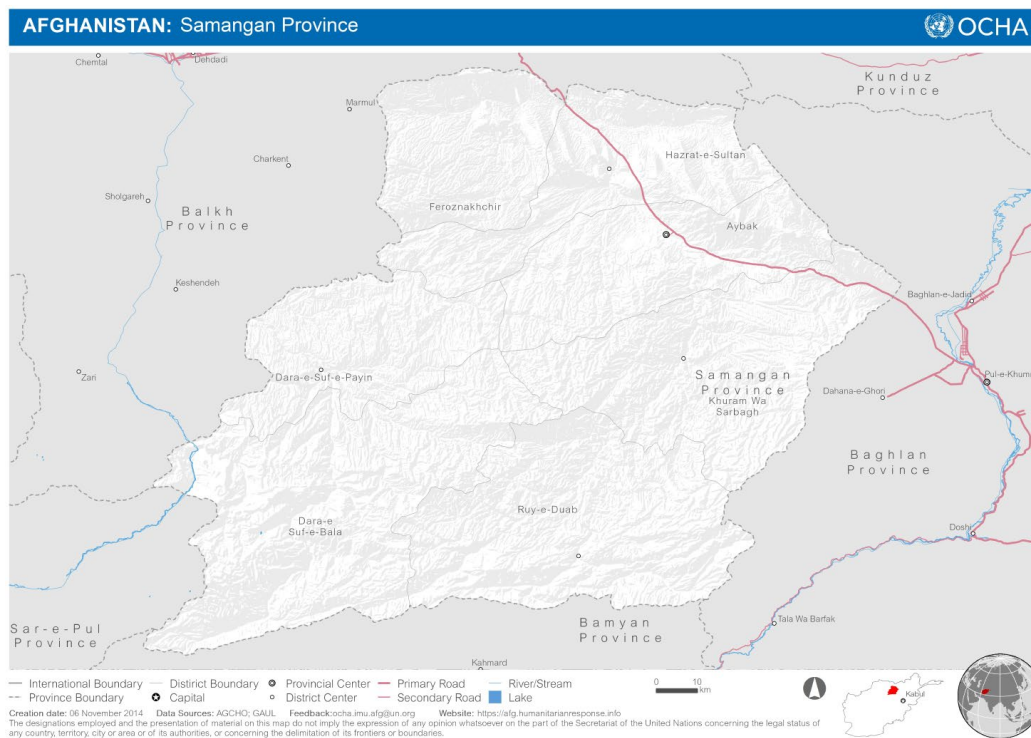 AFGHANISTAN: Samangan Province
OCHA
Chemtal
Dehdadi
Kunduz
Province
Marmul
Charkent
Hazrat-e-Sultan
Sholgareh
Feroznakhchir
Balkh
Province
Aybak
Keshendeh
Baghlan-e-Jadid
Zari
Dara-e-Suf-e-Payin
Samangan
Province
Khuram Wa
Sarbagh
Pul-e-Khumri
Dahana-e-Ghori
Baghlan
Province
Dara-e
Suf-e-Bala
Ruy-e-Duab
Doshi
Sar-e-Pul
Province
Bamyan
Province
Tala Wa Barfak
Kahmard
International Boundary
Distirict Boundary
Provincial Center
Primary Road
River/Stream
Province Boundary
Capital
District Center
Secondary Road
Lake
0 10
km
Kabul
Creation date: 06 November 2014 Data Sources: AGCHO; GAUL Feedback:ocha.imu.afg@un.org Website: https://afg.humanitarianresponse.info
The designations employed and the presentation of material on this map do not imply the expression of any opinion whatsoever on the part of the Secretariat of the United Nations concerning the legal status of
any country, territory, city or area or of its authorities, or concerning the delimitation of its frontiers or boundaries.